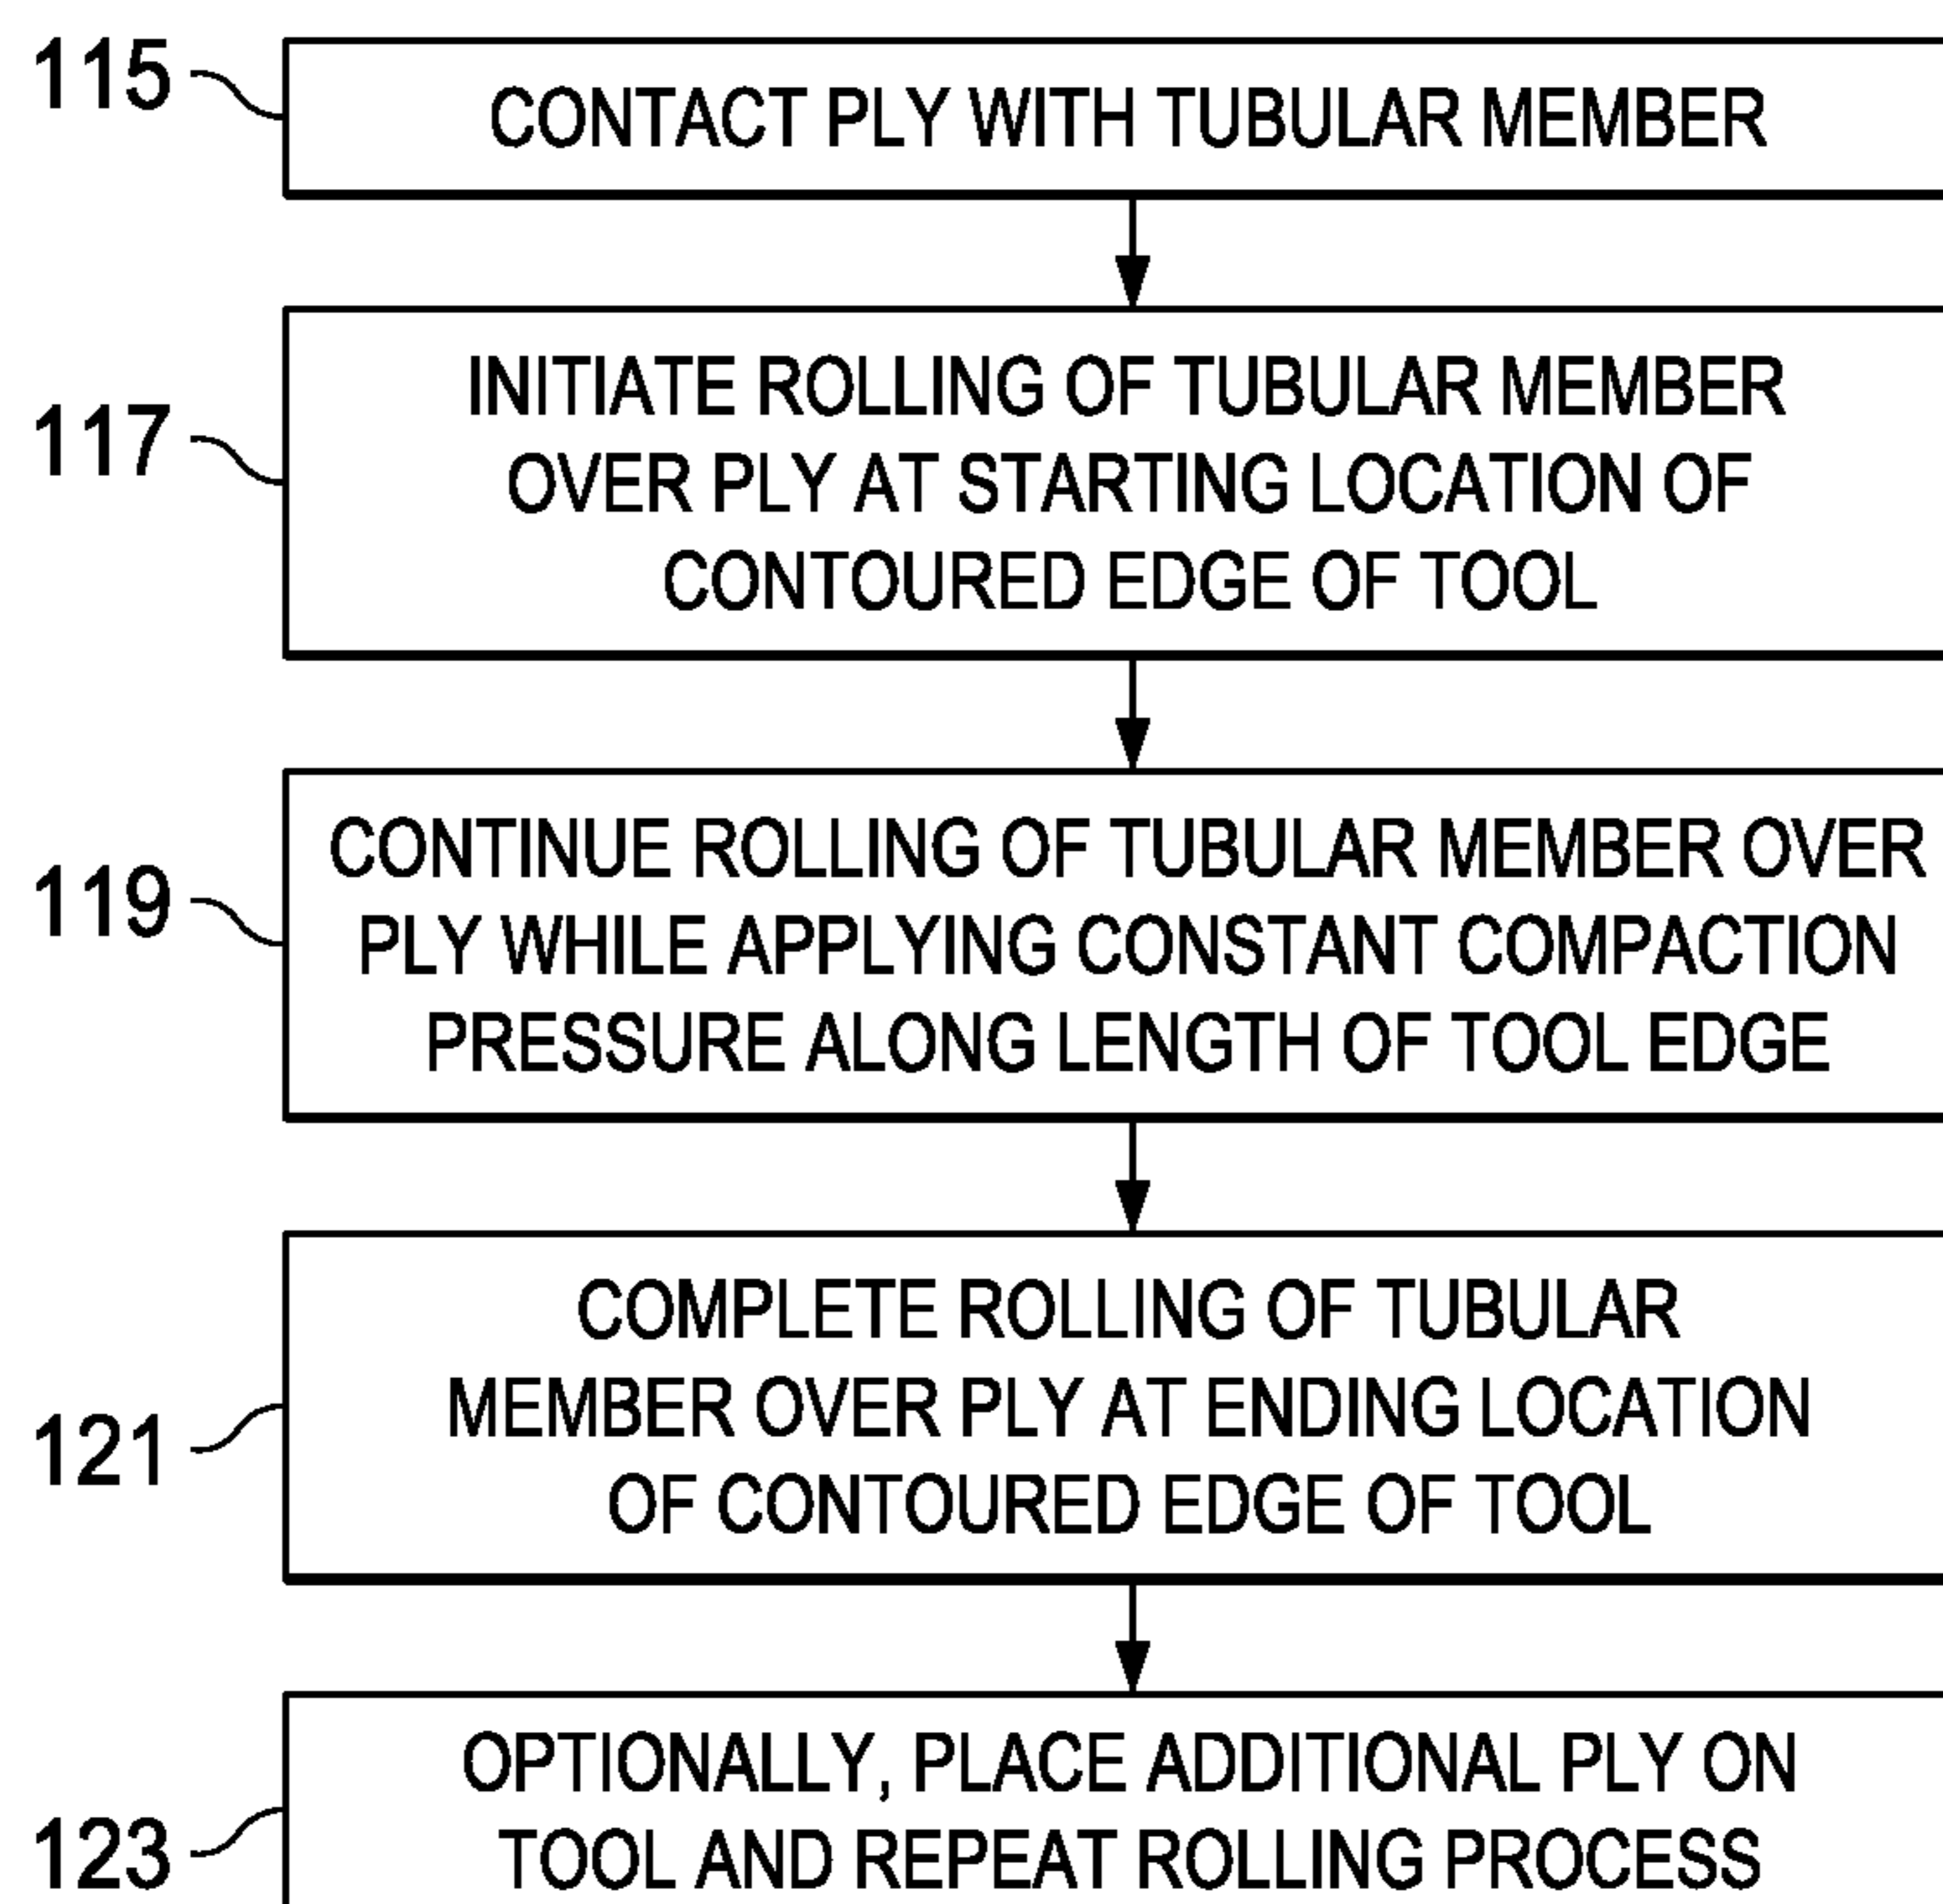 115
CONTACT PLY WITH TUBULAR MEMBER
117
INITIATE ROLLING OF TUBULAR MEMBER
OVER PLY AT STARTING LOCATION OF
CONTOURED EDGE OF TOOL
119
CONTINUE ROLLING OF TUBULAR MEMBER OVER
PLY WHILE APPLYING CONSTANT COMPACTION
PRESSURE ALONG LENGTH OF TOOL EDGE
121
COMPLETE ROLLING OF TUBULAR
MEMBER OVER PLY AT ENDING LOCATION
OF CONTOURED EDGE OF TOOL
123
OPTIONALLY, PLACE ADDITIONAL PLY ON
TOOL AND REPEAT ROLLING PROCESS